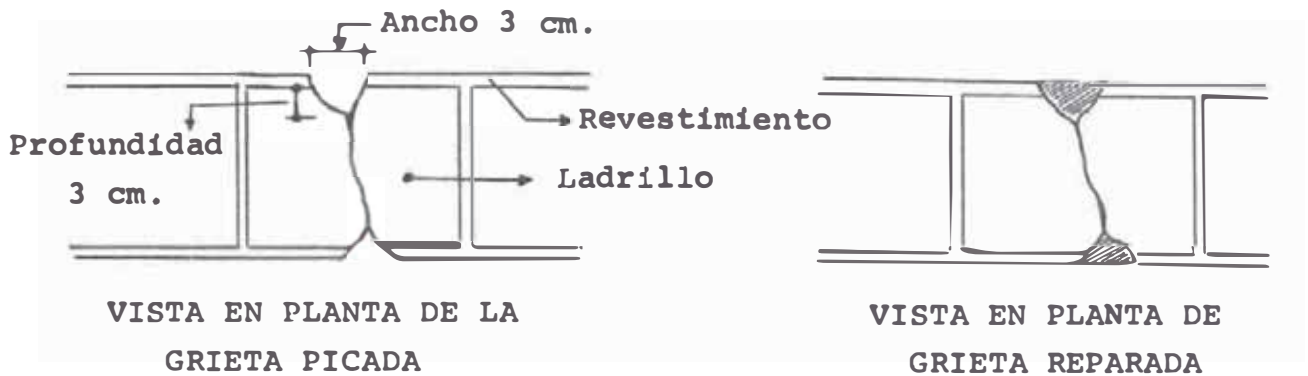 Ancho 3 cm.
Revestimiento
Profundidad
3 cm.
Ladrillo
VISTA EN PLANTA DE LA
GRIETA PICADA
VISTA EN PLANTA DE
GRIETA REPARADA